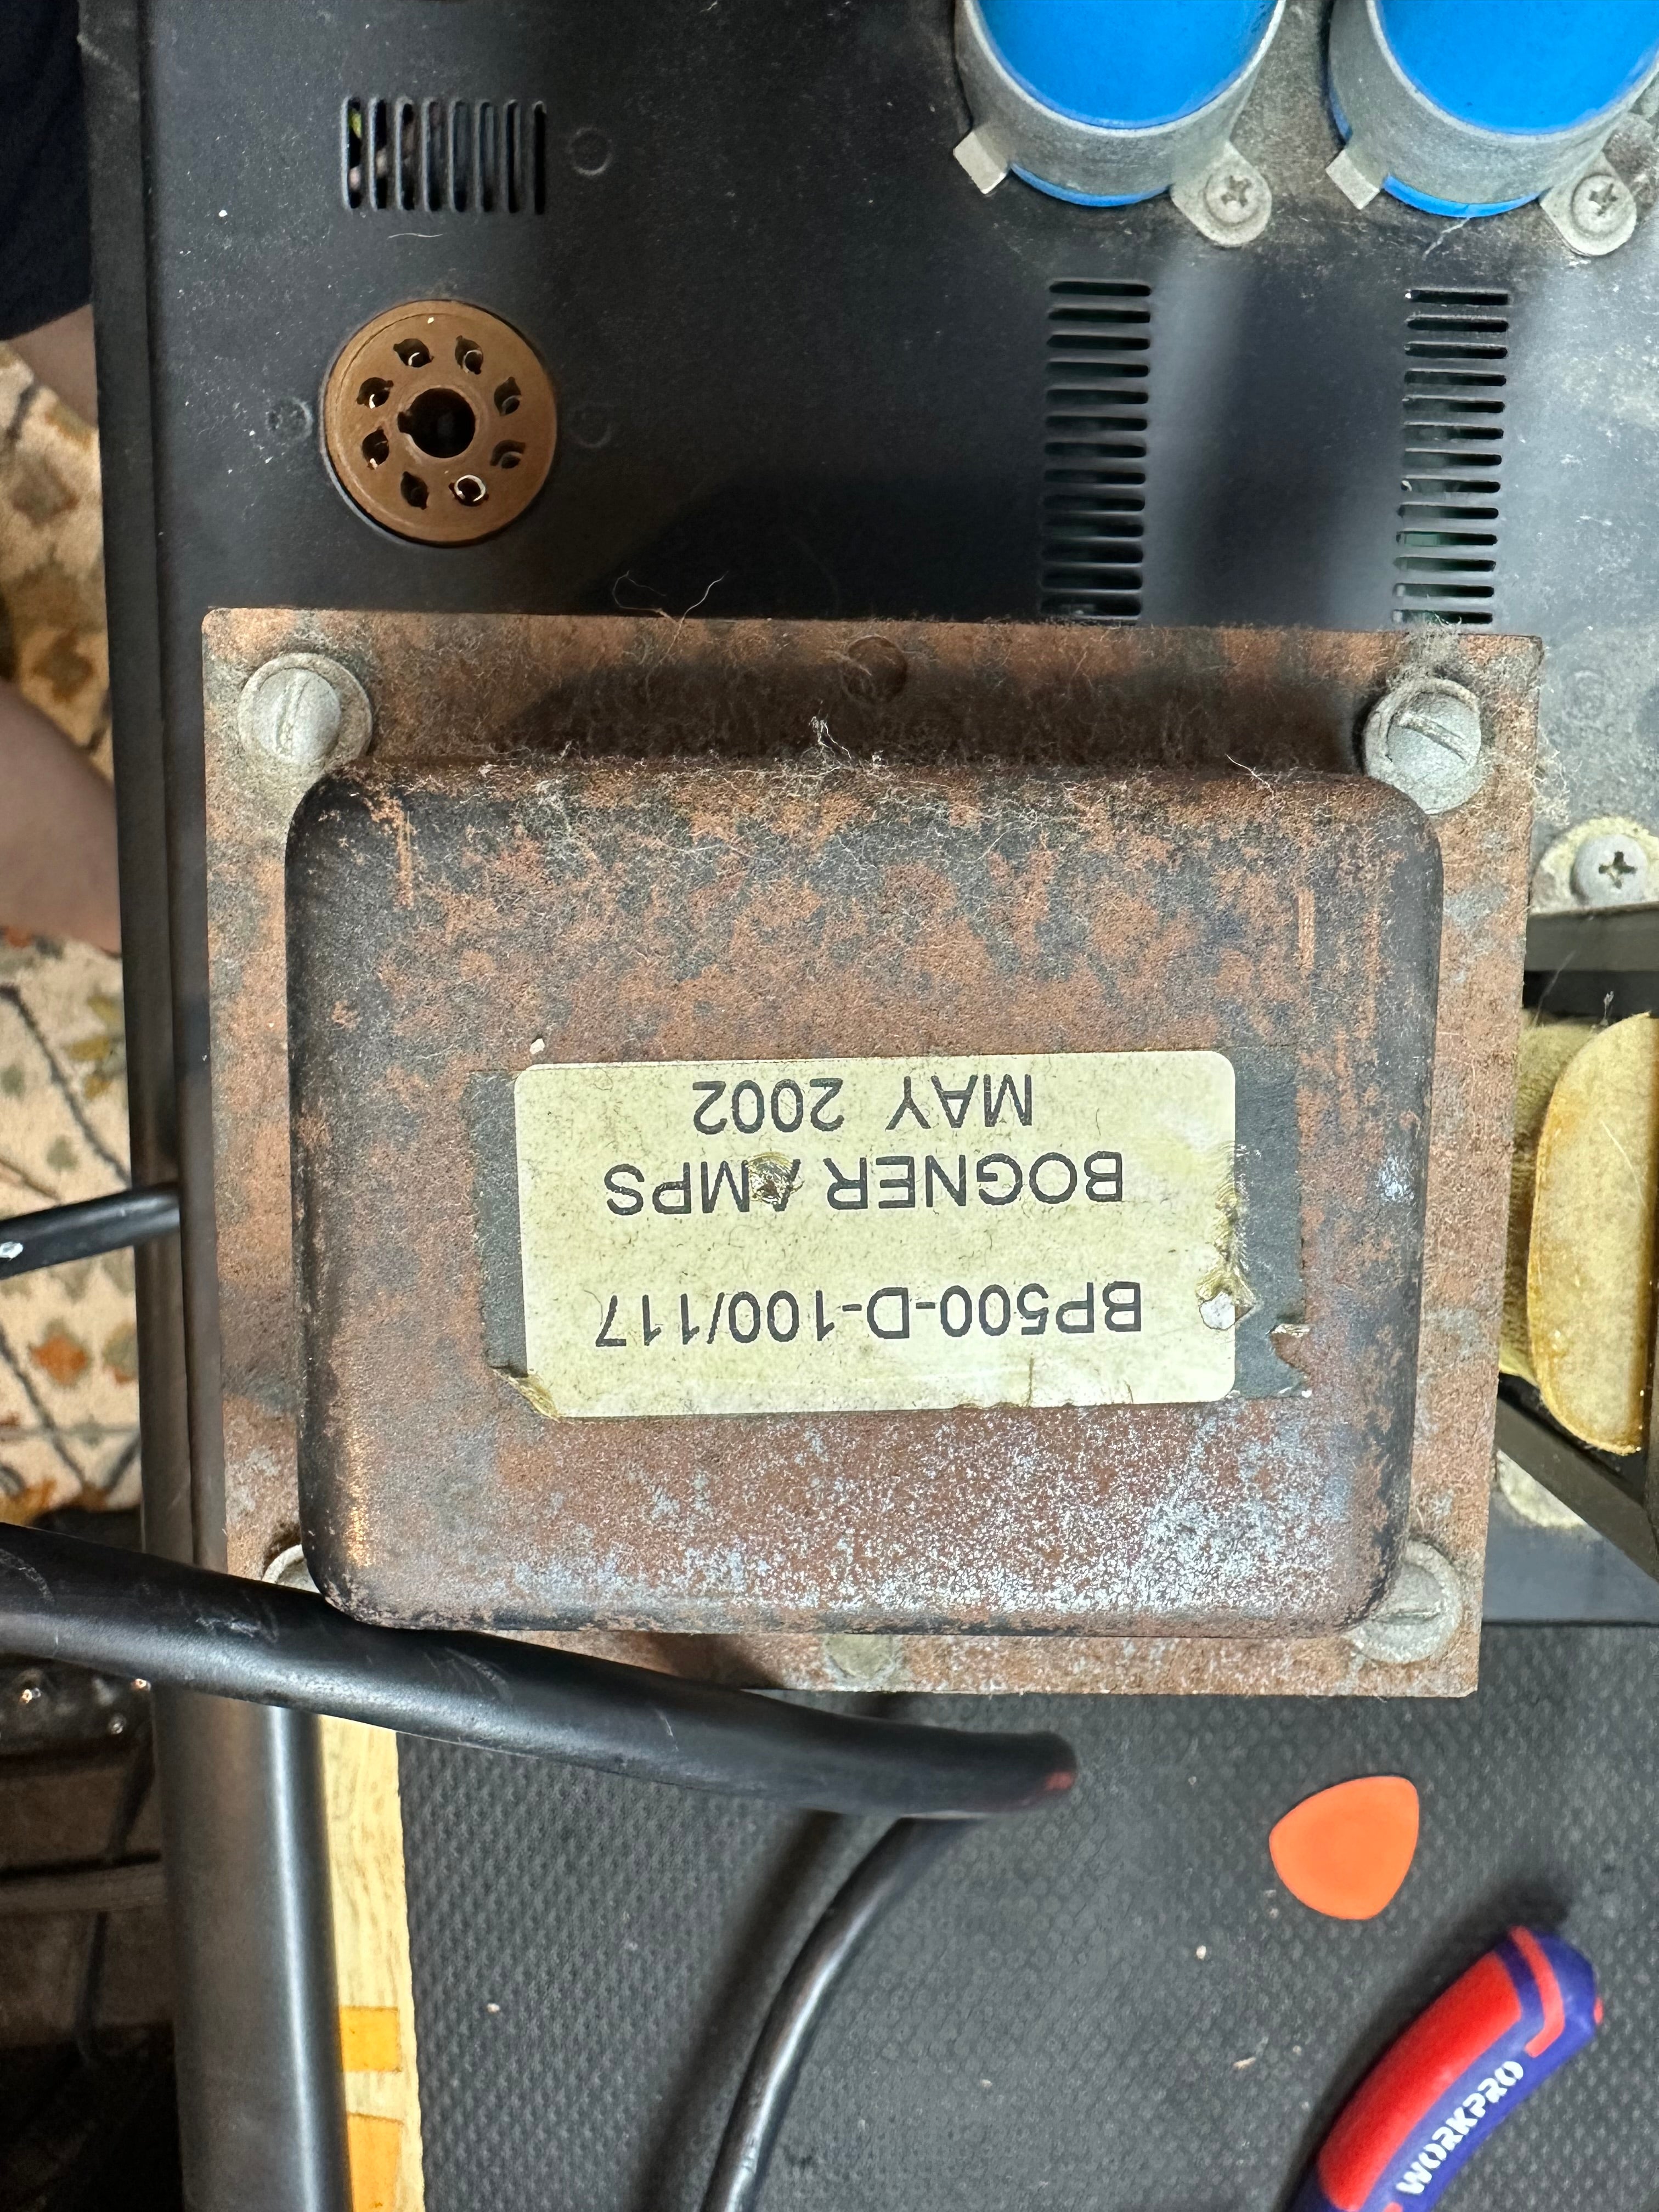 BP500-D-100/117
BOGNER AMPS
MAY 2002
WORKPRO